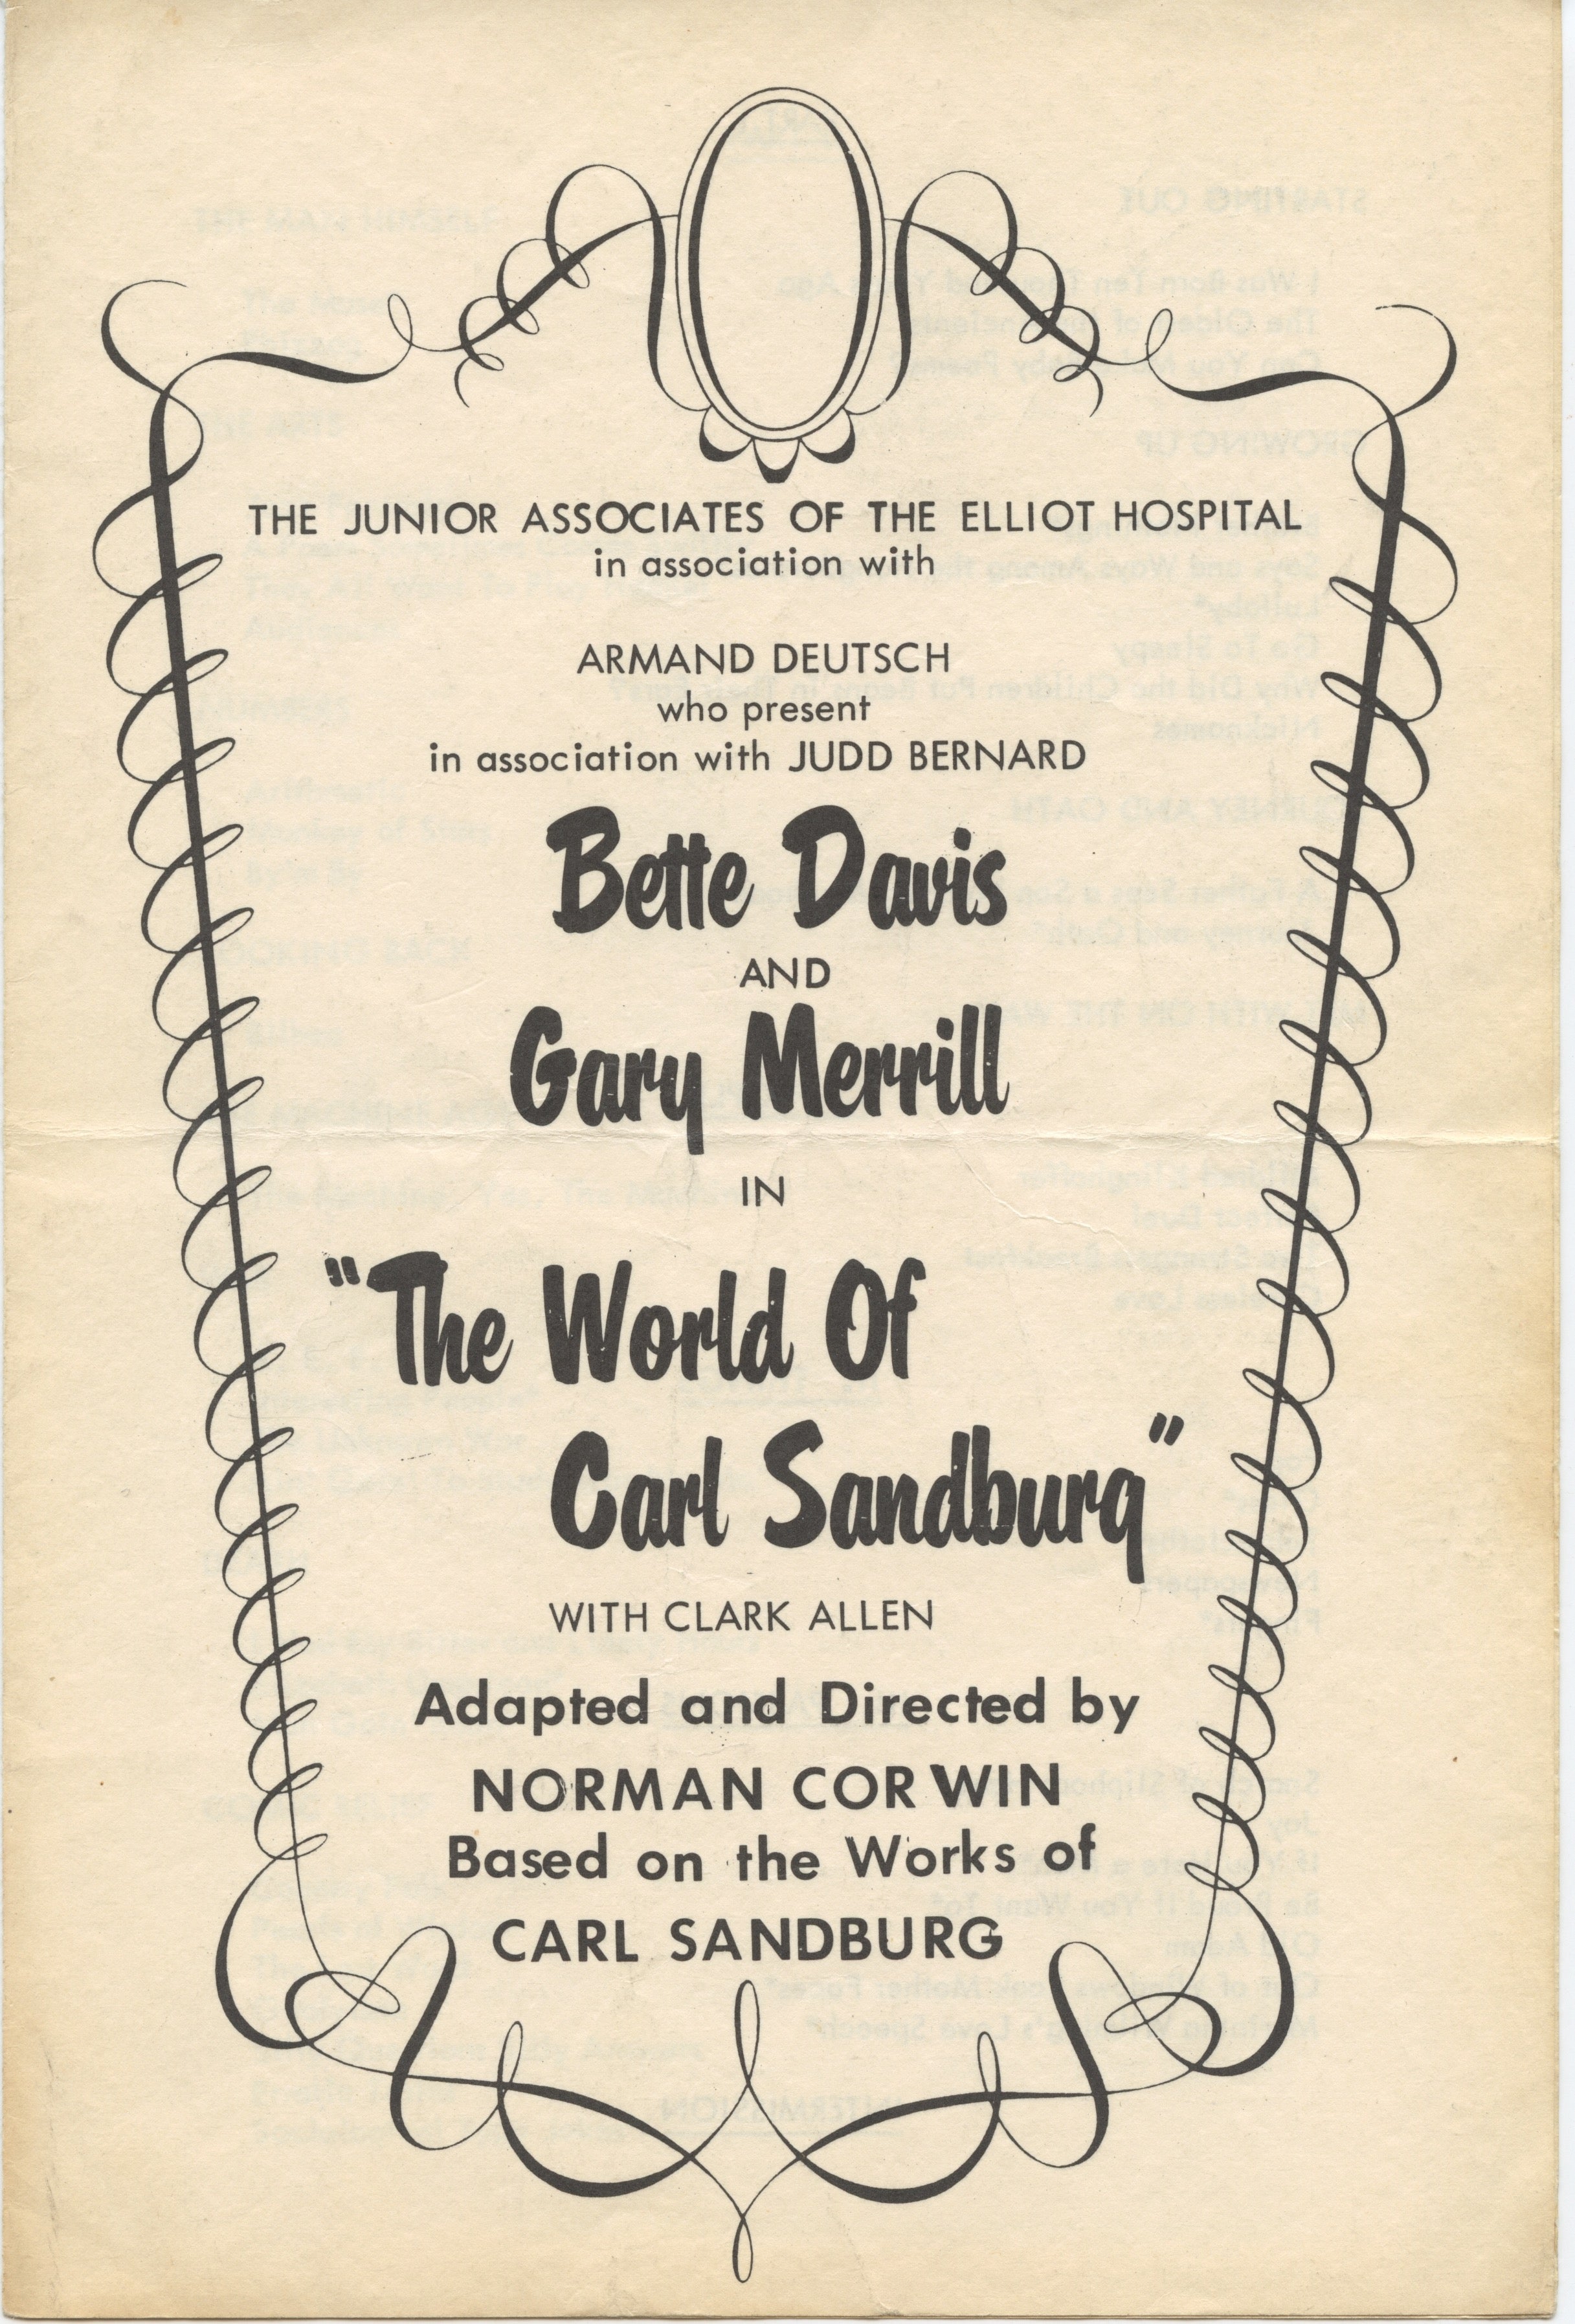 THE JUNIOR ASSOCIATES OF THE ELLIOT HOSPITAL
in association with
ARMAND DEUTSCH
who present
in association with JUDD BERNARD
Bette Davis
AND
Gary Merrill
IN
"The World Of
Carl Sandburg"
WITH CLARK ALLEN
Adapted and Directed by
NORMAN CORWIN
Based on the Works of
CARL SANDBURG